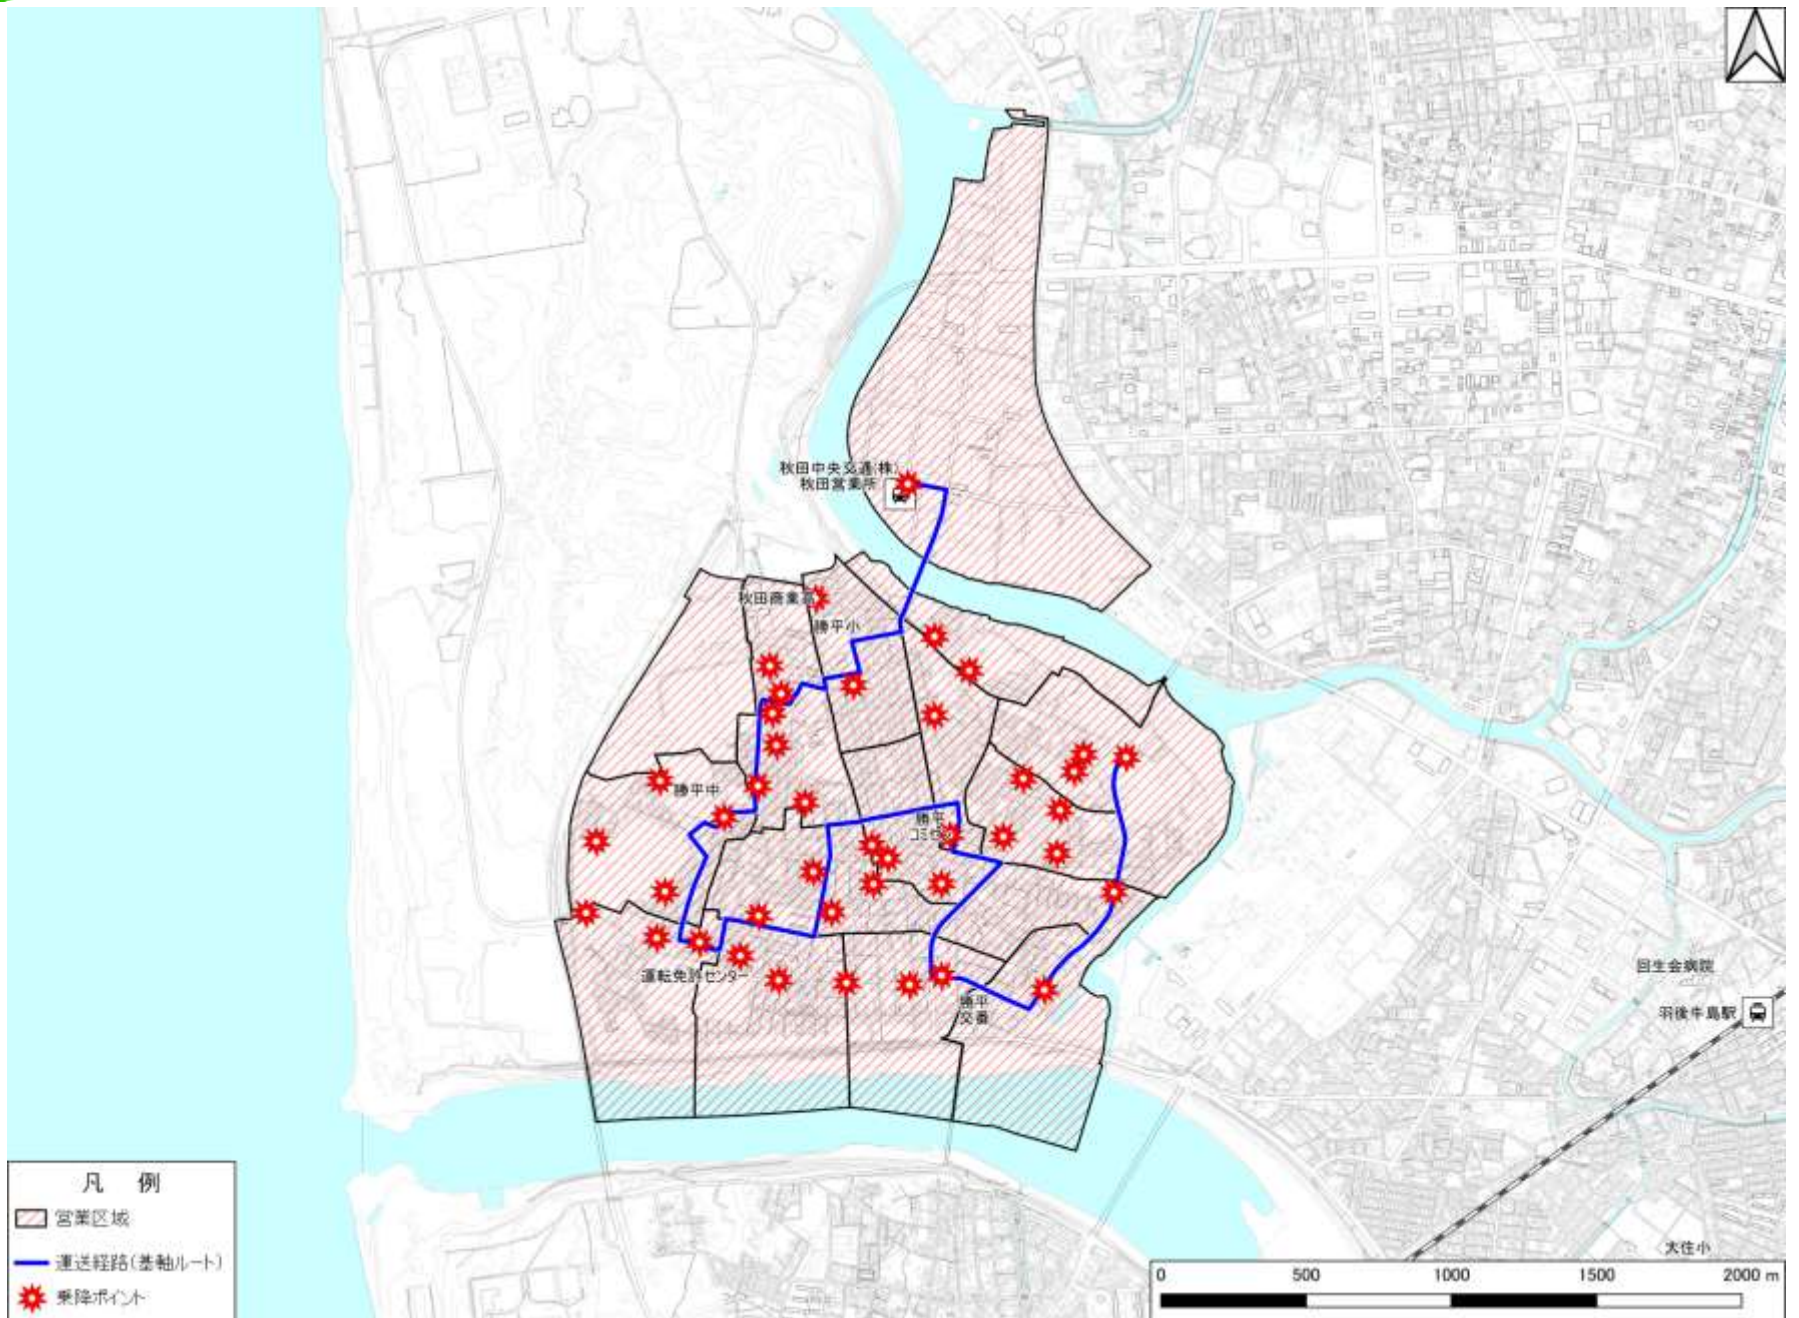 秋田中央交通(株)
秋田営業所
秋田商業高
勝平小
勝平中
勝平
コミセン
運転免許センター
勝平
交番
回生会病院
羽後牛島駅
大住小
凡 例
営業区域
運送経路(基軸ルート)
乗降ポイント
0 500 1000 1500 2000 m